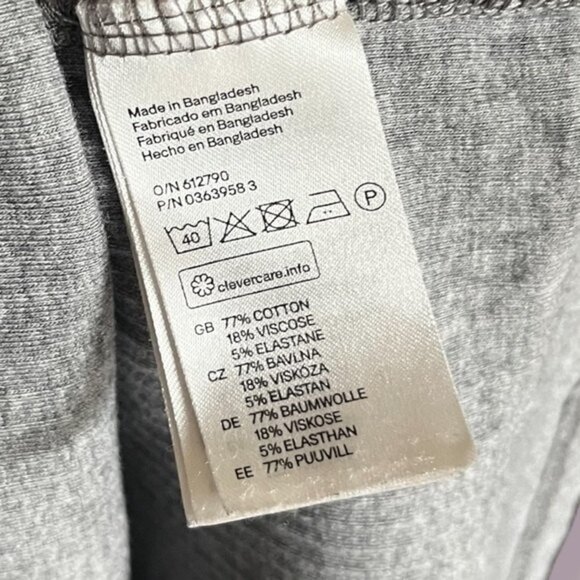 Made in Bangladesh
Fabricado em Bangladesh
Fabriqué en Bangladesh
Hecho en Bangladesh
O/N 612790
P/N 0363958 3
40 P
clevercare.info
GB 77% COTTON
18% VISCOSE
5% ELASTANE
CZ 77% BAVLNA
18% VISKÓZA
5% ELASTAN
DE 77% BAUMWOLLE
18% VISKOSE
5% ELASTHAN
EE 77% PUUVILL